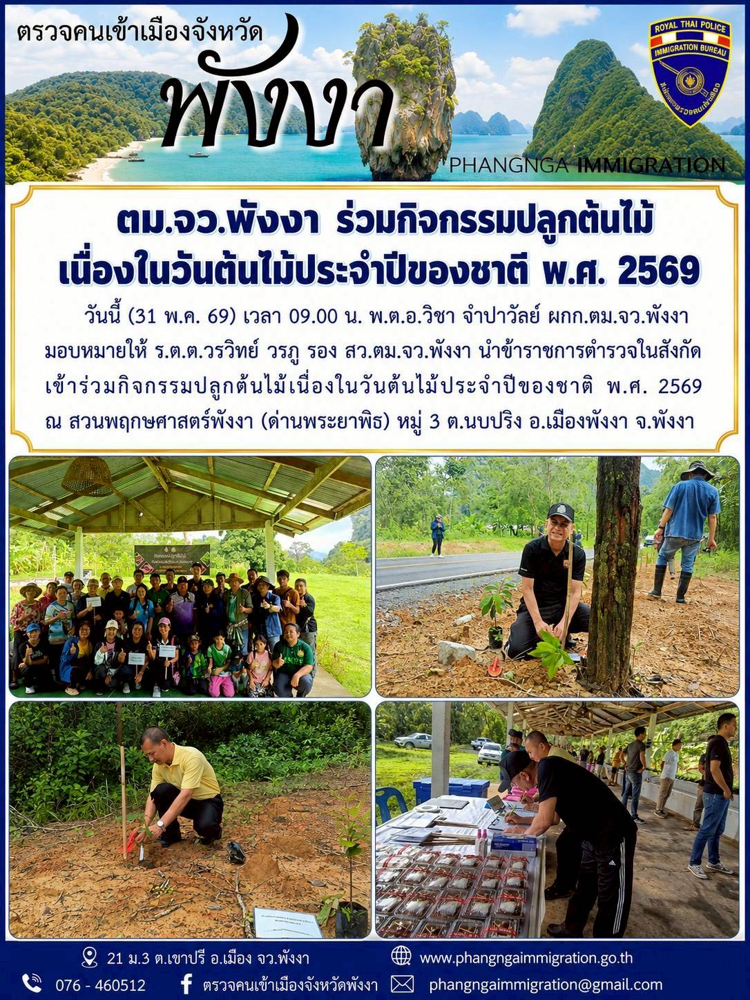 ตรวจคนเข้าเมืองจังหวัด
พังงา
ROYAL THAI POLICE
IMMIGRATION BUREAU
PHANGNGA IMMIGRATION
ตม.จว.พังงา ร่วมกิจกรรมปลูกต้นไม้
เนื่องในวันต้นไม้ประจำปีของชาติ พ.ศ. 2569
วันนี้ (31 พ.ค. 69) เวลา 09.00 น. พ.ต.อ.วิชา จำปาวัลย์ ผกก.ตม.จว.พังงา
มอบหมายให้ ร.ต.ต.วรวิทย์ วรภู รอง สว.ตม.จว.พังงา นำข้าราชการตำรวจในสังกัด
เข้าร่วมกิจกรรมปลูกต้นไม้เนื่องในวันต้นไม้ประจำปีของชาติ พ.ศ. 2569
ณ สวนพฤกษศาสตร์พังงา (ด่านพระยาพิธ) หมู่ 3 ต.นบปริง อ.เมืองพังงา จ.พังงา
21 ม.3 ต.เขาปรี อ.เมือง จว.พังงา
www.phangngaimmigration.go.th
076 - 460512
ตรวจคนเข้าเมืองจังหวัดพังงา
phangngaimmigration@gmail.com